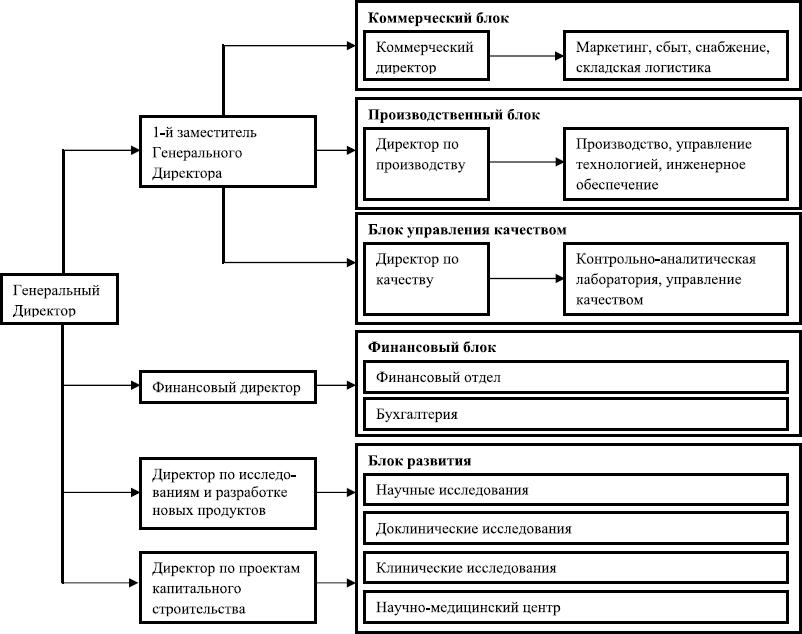 Коммерческий блок
Коммерческий
директор
Маркетинг, сбыт, снабжение,
складская логистика
1-й заместитель
Генерального
Директора
Производственный блок
Директор по
производству
Производство, управление
технологией, инженерное
обеспечение
Блок управления качеством
Директор по
качеству
Контрольно-аналитическая
лаборатория, управление
качеством
Генеральный
Директор
Финансовый директор
Финансовый блок
Финансовый отдел
Бухгалтерия
Директор по исследо-
ваниям и разработке
новых продуктов
Блок развития
Научные исследования
Доклинические исследования
Директор по проектам
капитального
строительства
Клинические исследования
Научно-медицинский центр